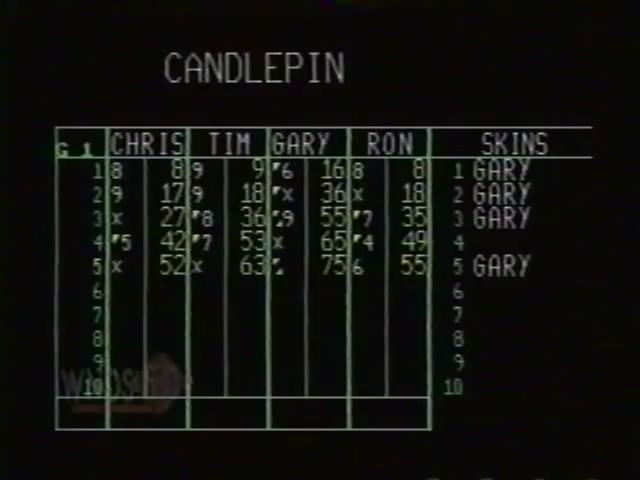 CANDLEPIN
G 1 CHRIS TIM GARY RON SKINS
1 8 8 9 9 6 16 8 8 1 GARY
2 9 17 9 18 x 36 x 18 2 GARY
3 x 27 8 36 9 55 7 35 3 GARY
4 5 42 7 53 x 65 4 49 4
5 x 52 x 63 75 6 55 5 GARY
6 6
7 7
8 8
9 9
10 10